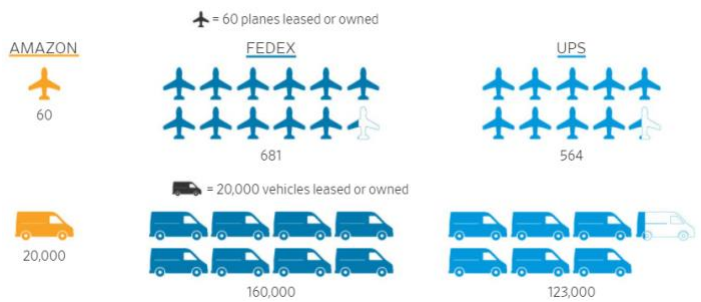 = 60 planes leased or owned
AMAZON FEDEX UPS
60 681 564
= 20,000 vehicles leased or owned
20,000 160,000 123,000